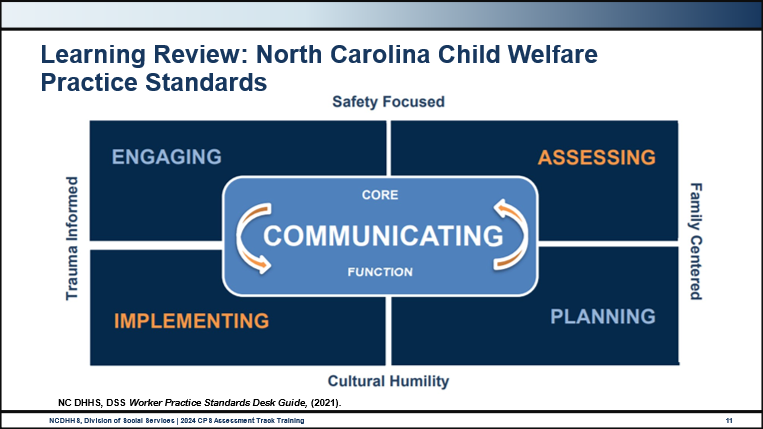 Learning Review: North Carolina Child Welfare
Practice Standards
Safety Focused
ENGAGING
ASSESSING
Trauma Informed
CORE
COMMUNICATING
FUNCTION
Family Centered
IMPLEMENTING
PLANNING
Cultural Humility
NC DHHS, DSS Worker Practice Standards Desk Guide, (2021).
NCDHHS, Division of Social Services | 2024 CPS Assessment Track Training
11